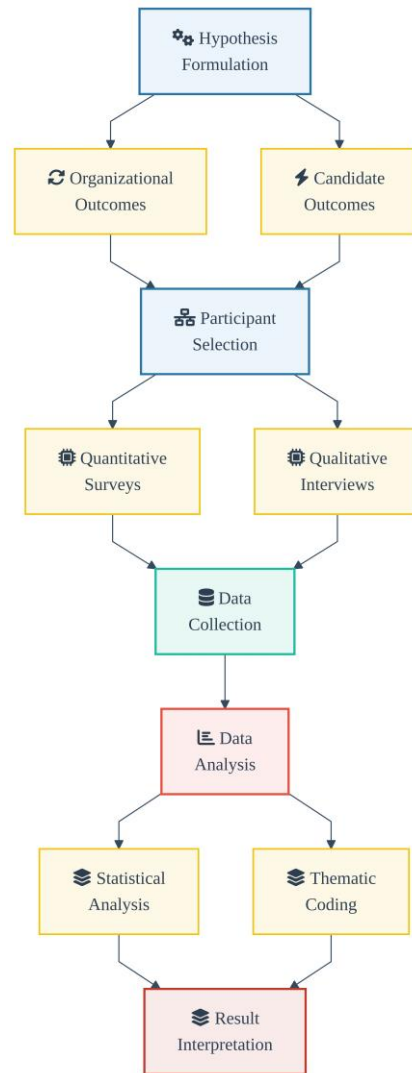 Hypothesis
Formulation
Organizational
Outcomes
Candidate
Outcomes
Participant
Selection
Quantitative
Surveys
Qualitative
Interviews
Data
Collection
Data
Analysis
Statistical
Analysis
Thematic
Coding
Result
Interpretation